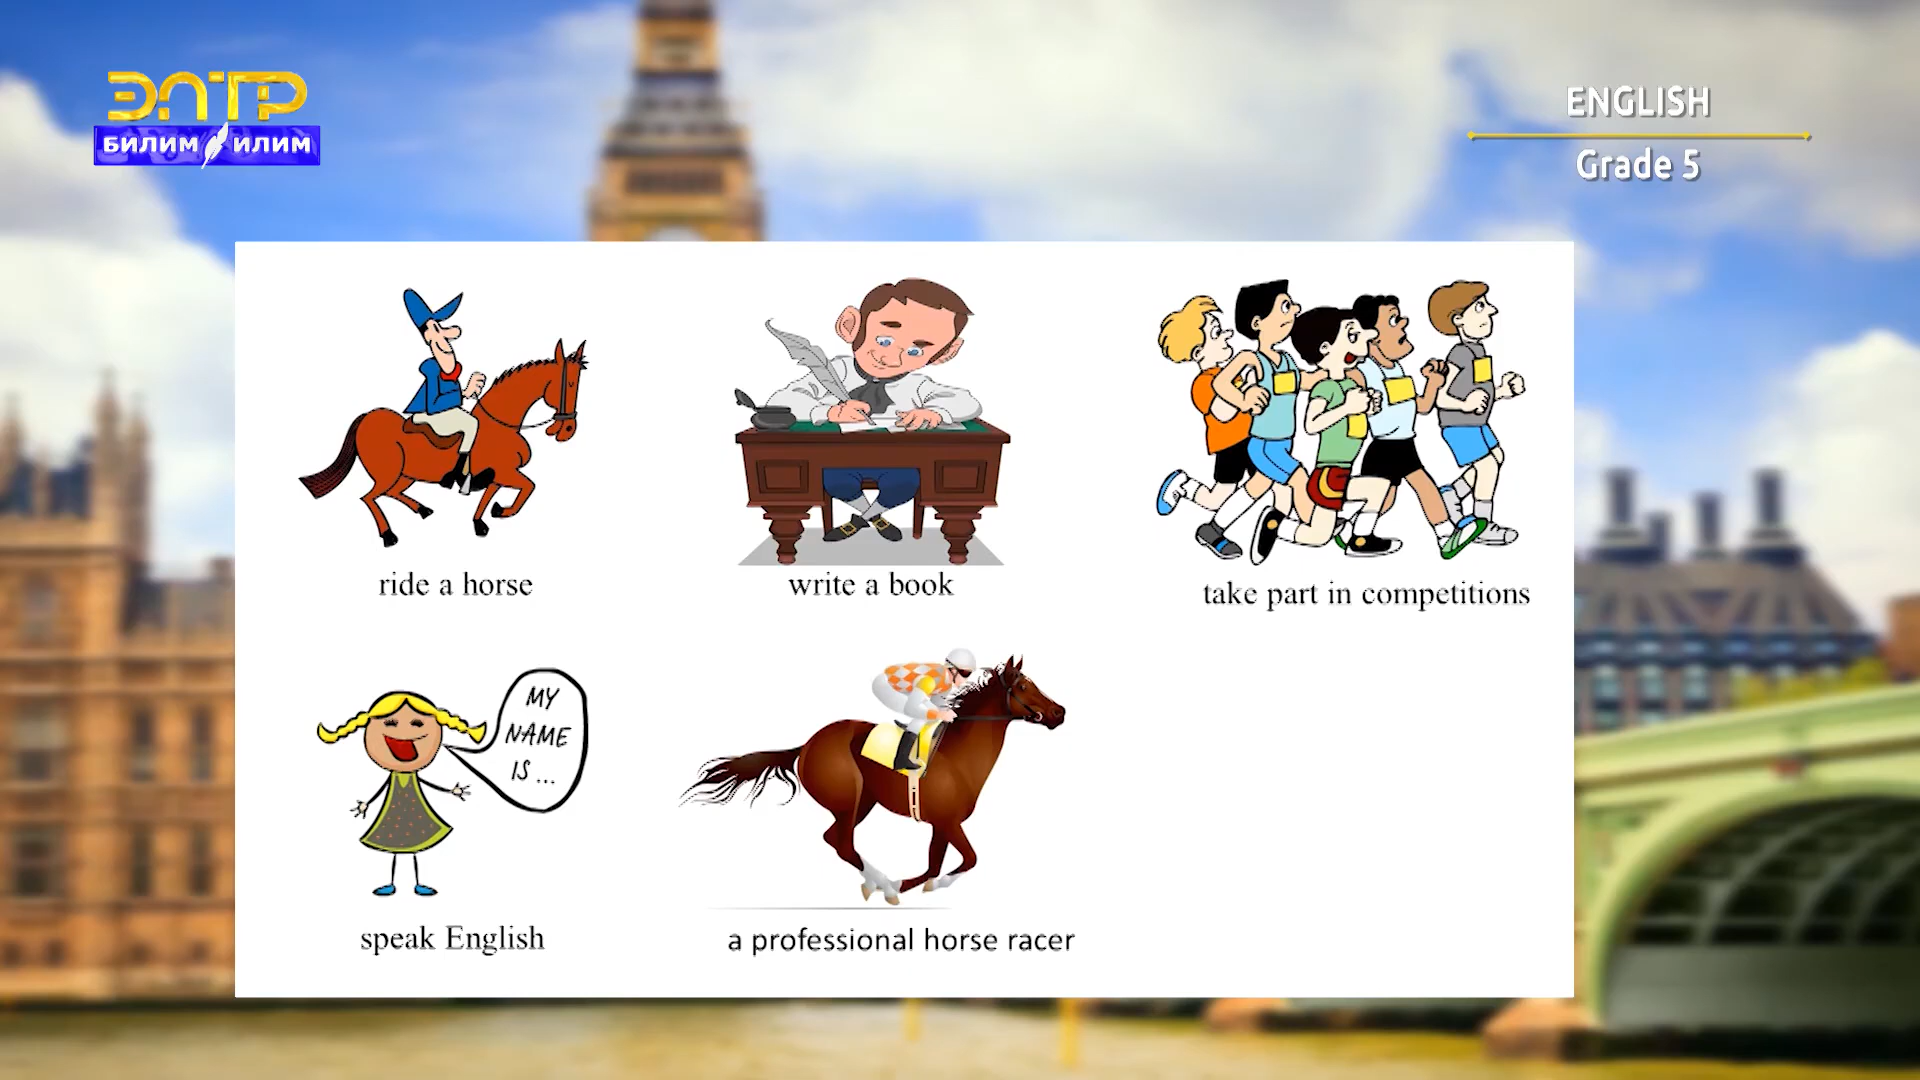 ЭЛТР
БИЛИМ ИЛИМ
ENGLISH
Grade 5
ride a horse
write a book
take part in competitions
MY
NAME
IS ...
speak English
a professional horse racer